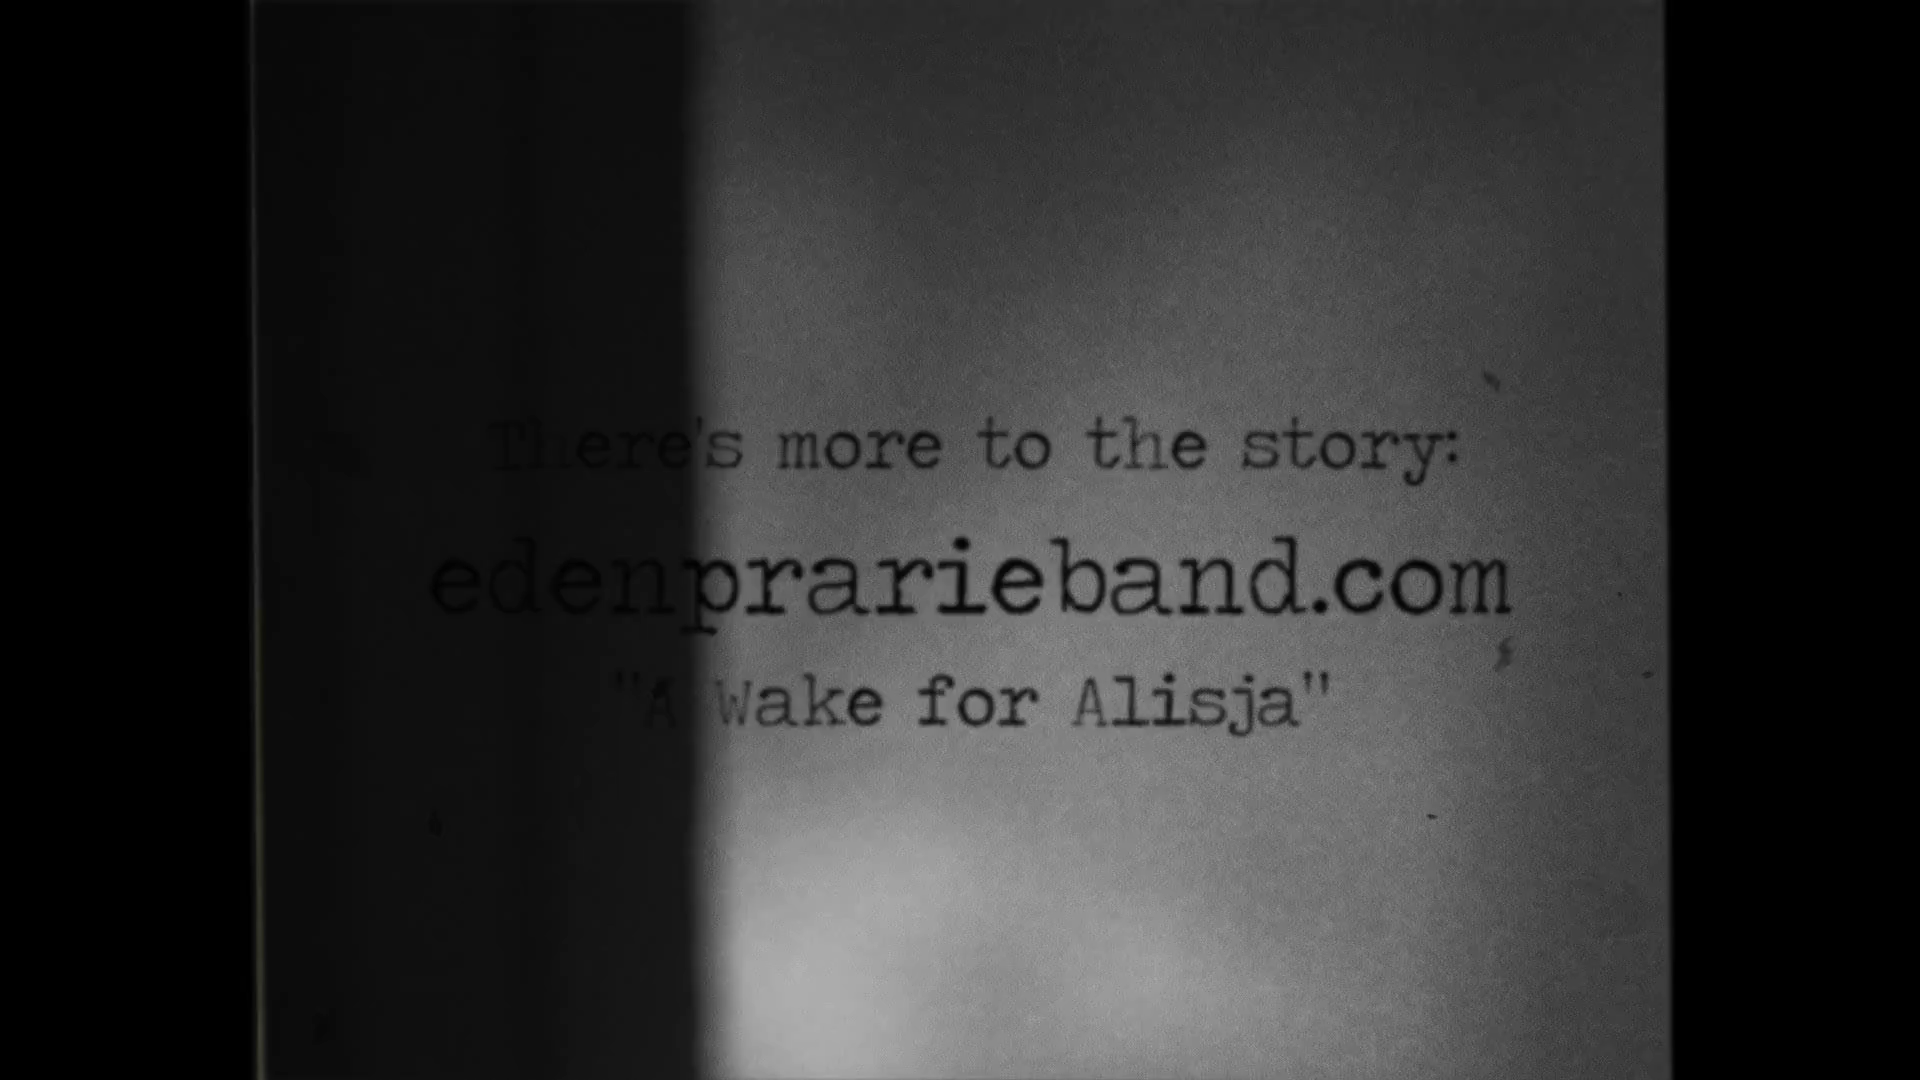 There's more to the story:
edenprarieband.com
"A Wake for Alisja"